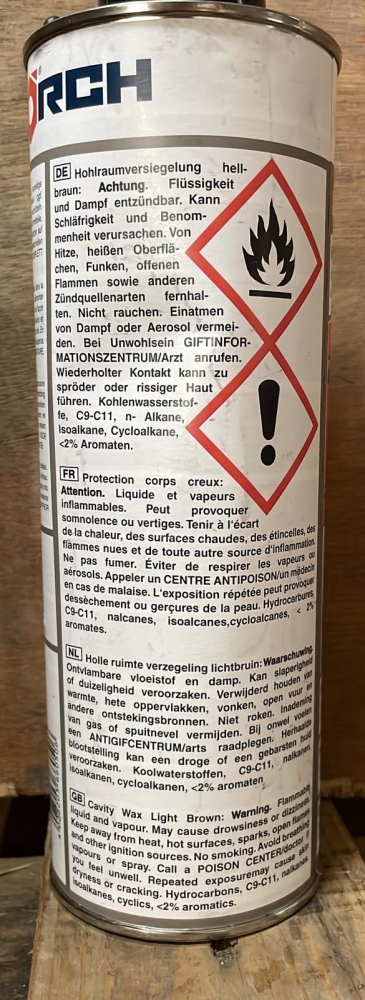 RCH
DE Hohlraumversiegelung hell-
braun: Achtung. Flüssigkeit
und Dampf entzündbar. Kann
Schläfrigkeit und Benom-
menheit verursachen. Von
Hitze, heißen Oberflä-
chen, Funken, offenen
Flammen sowie anderen
Zündquellenarten fernhal-
ten. Nicht rauchen. Einatmen
von Dampf oder Aerosol vermei-
den. Bei Unwohlsein GIFTINFOR-
MATIONSZENTRUM/Arzt anrufen.
Wiederholter Kontakt kann zu
spröder oder rissiger Haut
führen. Kohlenwasserstof-
fe, C9-C11, n- Alkane,
Isoalkane, Cycloalkane,
<2% Aromaten.
FR Protection corps creux:
Attention. Liquide et vapeurs
inflammables. Peut provoquer
somnolence ou vertiges. Tenir à l'écart
de la chaleur, des surfaces chaudes, des étincelles, des
flammes nues et de toute autre source d'inflammation.
Ne pas fumer. Éviter de respirer les vapeurs ou
aérosols. Appeler un CENTRE ANTIPOISON/un médecin
en cas de malaise. L'exposition répétée peut provoquer
dessèchement ou gerçures de la peau. Hydrocarbures,
C9-C11, nalcanes, isoalcanes,cycloalcanes, < 2%
aromates.
NL Holle ruimte verzegeling lichtbruin: Waarschuwing.
Ontvlambare vloeistof en damp. Kan slaperigheid
of duizeligheid veroorzaken. Verwijderd houden van
warmte, hete oppervlakken, vonken, open vuur en
andere ontstekingsbronnen. Niet roken. Inademing
van gas of spuitnevel vermijden. Bij onwel voelen
een ANTIGIFCENTRUM/arts raadplegen. Herhaalde
blootstelling kan een droge of een gebarsten huid
veroorzaken. Koolwaterstoffen, C9-C11, nalkanen,
isoalkanen, cycloalkanen, <2% aromaten
GB Cavity Wax Light Brown: Warning. Flammable
liquid and vapour. May cause drowsiness or dizziness.
Keep away from heat, hot surfaces, sparks, open flames
and other ignition sources. No smoking. Avoid breathing
vapours or spray. Call a POISON CENTER/doctor if
you feel unwell. Repeated exposuremay cause skin
dryness or cracking. Hydrocarbons, C9-C11, nalkanes,
isoalkanes, cyclics, <2% aromatics.